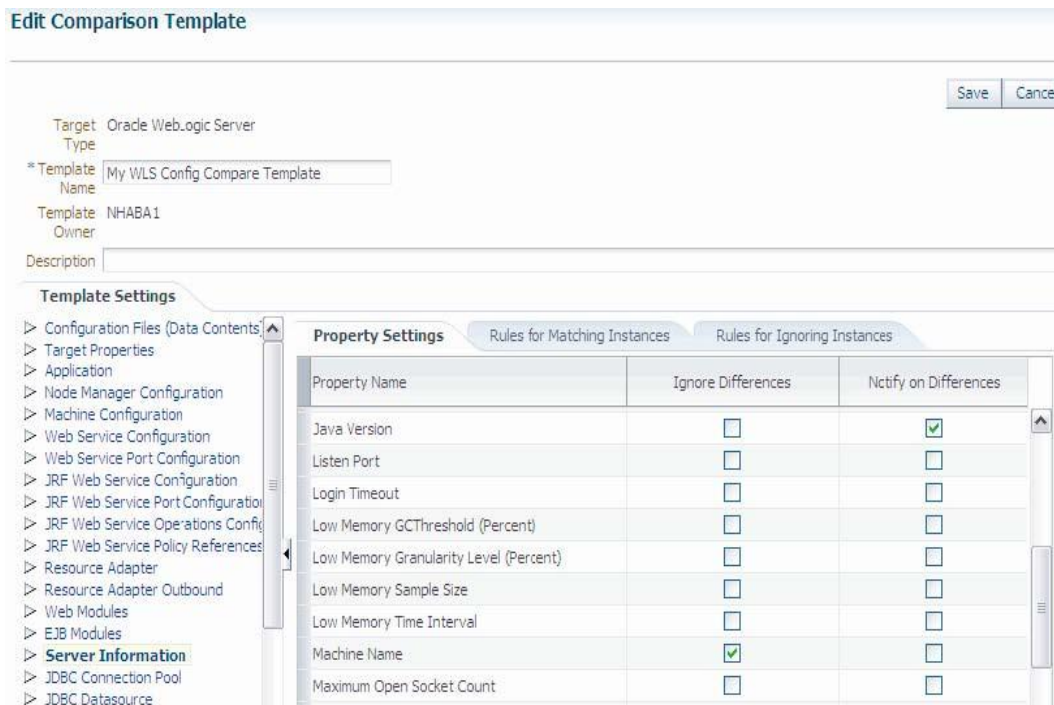 Edit Comparison Template
Save
Cance
Target Type
Oracle WebLogic Server
* Template Name
My WLS Config Compare Template
Template Owner
NHABA1
Description
Template Settings
Configuration Files (Data Contents)
Target Properties
Application
Node Manager Configuration
Machine Configuration
Web Service Configuration
Web Service Port Configuration
JRF Web Service Configuration
JRF Web Service Port Configuration
JRF Web Service Operations Config
JRF Web Service Policy References
Resource Adapter
Resource Adapter Outbound
Web Modules
EJB Modules
Server Information
JDBC Connection Pool
JDBC Datasource
Property Settings
Rules for Matching Instances
Rules for Ignoring Instances
Property Name
Ignore Differences
Notify on Differences
Java Version
Listen Port
Login Timeout
Low Memory GCThreshold (Percent)
Low Memory Granularity Level (Percent)
Low Memory Sample Size
Low Memory Time Interval
Machine Name
Maximum Open Socket Count